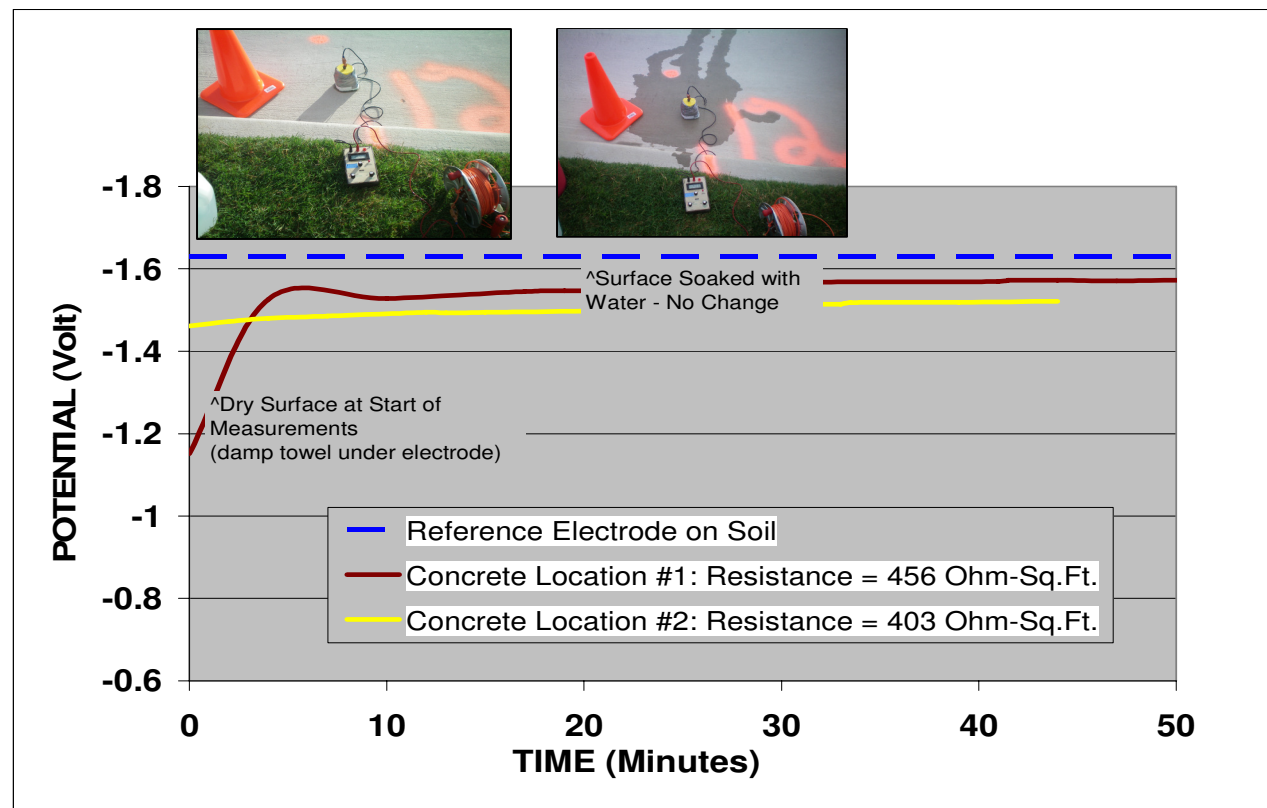 12
12
-1.8
-1.6
-1.4
-1.2
-1
-0.8
-0.6
POTENTIAL (Volt)
^Surface Soaked with
Water - No Change
^Dry Surface at Start of
Measurements
(damp towel under electrode)
Reference Electrode on Soil
Concrete Location #1: Resistance = 456 Ohm-Sq.Ft.
Concrete Location #2: Resistance = 403 Ohm-Sq.Ft.
0 10 20 30 40 50
TIME (Minutes)